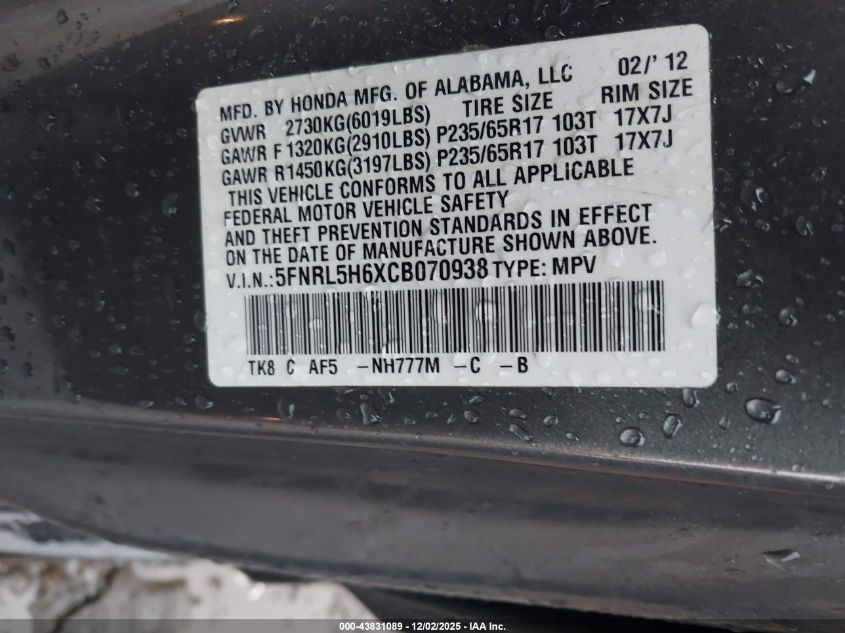 MFD. BY HONDA MFG. OF ALABAMA, LLC 02/' 12
GVWR 2730KG(6019LBS) TIRE SIZE RIM SIZE
GAWR F1320KG(2910LBS) P235/65R17 103T 17X7J
GAWR R1450KG(3197LBS) P235/65R17 103T 17X7J
THIS VEHICLE CONFORMS TO ALL APPLICABLE
FEDERAL MOTOR VEHICLE SAFETY
AND THEFT PREVENTION STANDARDS IN EFFECT
ON THE DATE OF MANUFACTURE SHOWN ABOVE.
V.I.N.:5FNRL5H6XCB070938 TYPE: MPV
TK8 C AF5 -NH777M -C -B
000-43831089 - 12/02/2025 - IAA Inc.